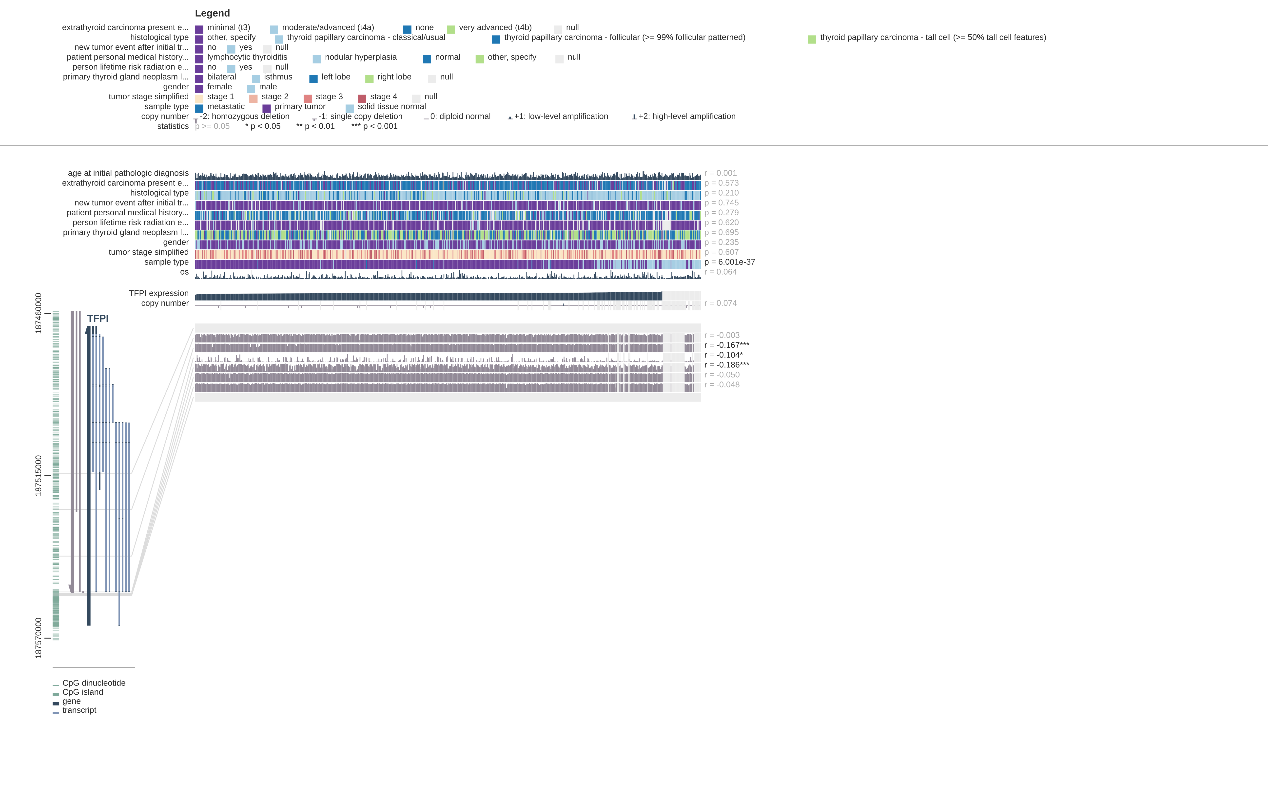 Legend
extrathyroid carcinoma present e... minimal (t3) moderate/advanced (t4a) none very advanced (t4b) null
histological type other, specify thyroid papillary carcinoma - classical/usual thyroid papillary carcinoma - follicular (>= 99% follicular patterned) thyroid papillary carcinoma - tall cell (>= 50% tall cell features)
new tumor event after initial tr... no yes null
patient personal medical history... lymphocytic thyroiditis nodular hyperplasia normal other, specify null
person lifetime risk radiation e... no yes null
primary thyroid gland neoplasm l... bilateral isthmus left lobe right lobe null
gender female male
tumor stage simplified stage 1 stage 2 stage 3 stage 4 null
sample type metastatic primary tumor solid tissue normal
copy number -2: homozygous deletion -1: single copy deletion 0: diploid normal +1: low-level amplification +2: high-level amplification
statistics p >= 0.05 * p < 0.05 ** p < 0.01 *** p < 0.001
age at initial pathologic diagnosis r = 0.001
extrathyroid carcinoma present e... p = 0.573
histological type p = 0.210
new tumor event after initial tr... p = 0.745
patient personal medical history... p = 0.279
person lifetime risk radiation e... p = 0.620
primary thyroid gland neoplasm l... p = 0.695
gender p = 0.235
tumor stage simplified p = 0.607
sample type p = 6.001e-37
os r = 0.064
TFPI expression
copy number r = 0.074
187460000
TFPI
r = -0.003
r = -0.167***
r = -0.104*
r = -0.186***
r = -0.050
r = -0.048
187515000
187570000
CpG dinucleotide
CpG island
gene
transcript